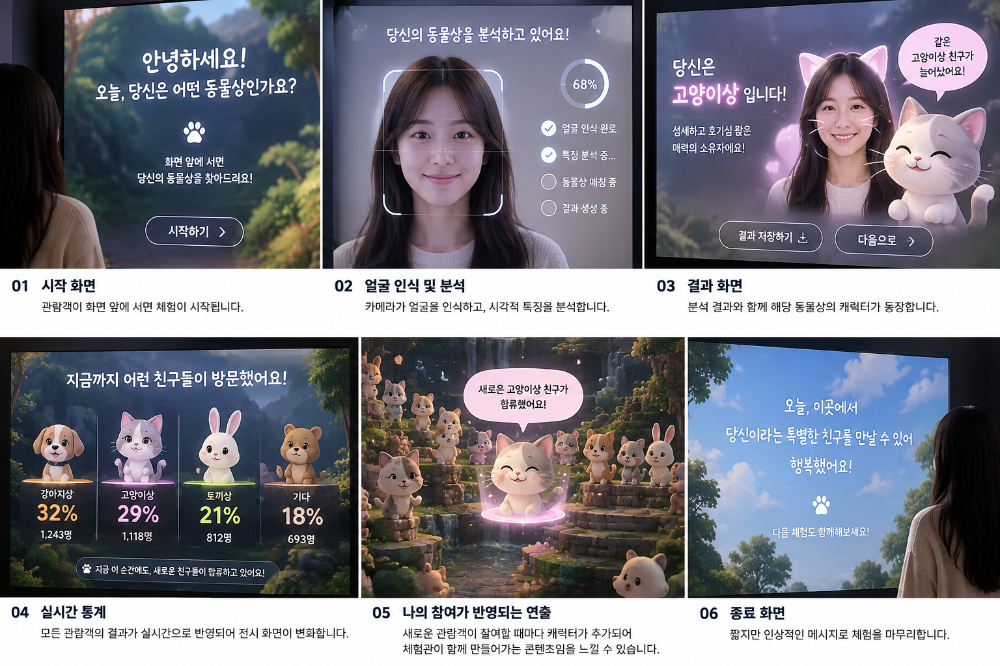 안녕하세요!
오늘, 당신은 어떤 동물상인가요?
화면 앞에 서면
당신의 동물상을 찾아드려요!
시작하기
01 시작 화면
관람객이 화면 앞에 서면 체험이 시작됩니다.
당신의 동물상을 분석하고 있어요!
68%
얼굴 인식 완로
특징 분석 중...
동물상 매칭 중
결과 생성 중
02 얼굴 인식 및 분석
카메라가 얼굴을 인식하고, 시각적 특징을 분석합니다.
당신은
고양이상 입니다!
섬세하고 호기심
매력의 소유자에요!
같은
고양이상 친구가
늘어났어요!
결과 저장하기
다음으로
03 결과 화면
분석 결과와 함께 해당 동물상의 캐릭터가 등장합니다.
지금까지 어런 친구들이 방문했어요!
강아지상
32%
1,243명
고양이상
29%
1,118명
토끼상
21%
812명
기다
18%
693명
지금 이 순간에도, 새로운 친구들이 합류하고 있어요!
04 실시간 통계
모든 관람객의 결과가 실시간으로 반영되어 전시 화면이 변화합니다.
새로은 고양이상 친구가
합류했어요!
05 나의 참여가 반영되는 연출
새로운 관람객이 참여할 때마다 캐릭터가 추가되어
체험관이 함께 만들어가는 콘텐초임을 느낄 수 있습니다.
오늘, 이곳에서
당신이라는 특별한 친구를 만날 수 있어
행복했어요!
다음 체험도 함께해보세요!
06 종료 화면
짧지만 인상적인 메시지로 체험을 마무리합니다.